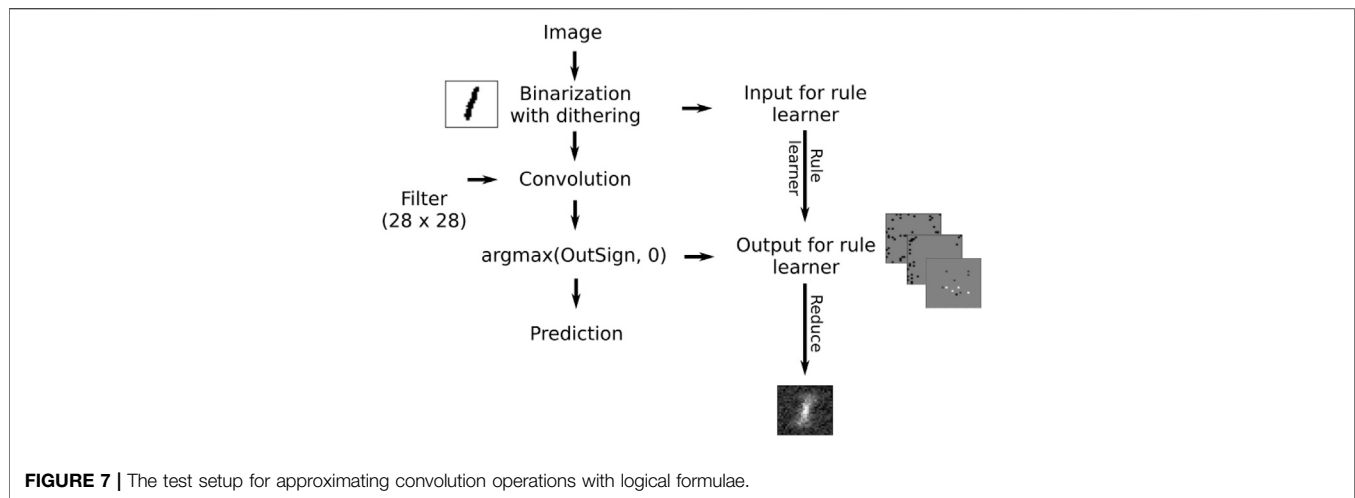 Image
Binarization
with dithering
Input for rule
learner
Rule
learner
Filter
(28 x 28)
Convolution
argmax(OutSign, 0)
Output for rule
learner
Reduce
Prediction
FIGURE 7 | The test setup for approximating convolution operations with logical formulae.